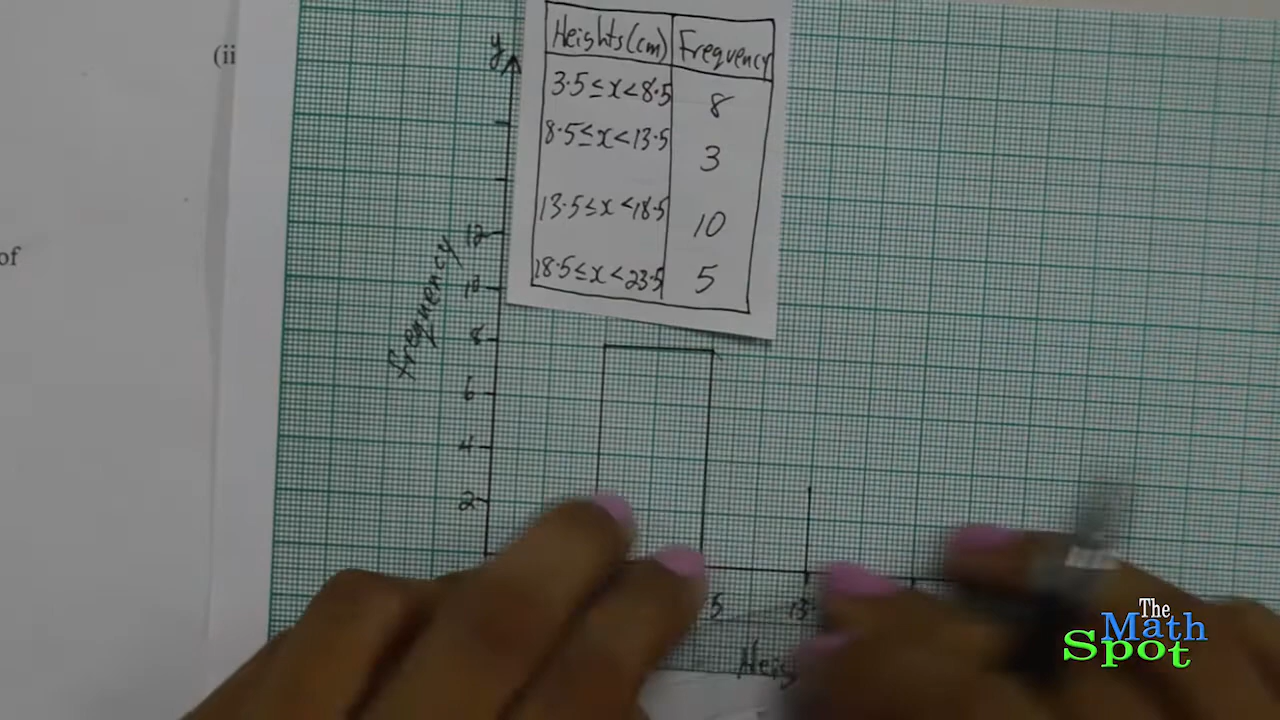 (ii
of
y
Heights(cm) Frequency
3.5≤x<8.5 8
8.5≤x<13.5 3
13.5≤x<18.5 10
18.5≤x<23.5 5
frequency
12
10
8
6
4
2
The
Math
Spot